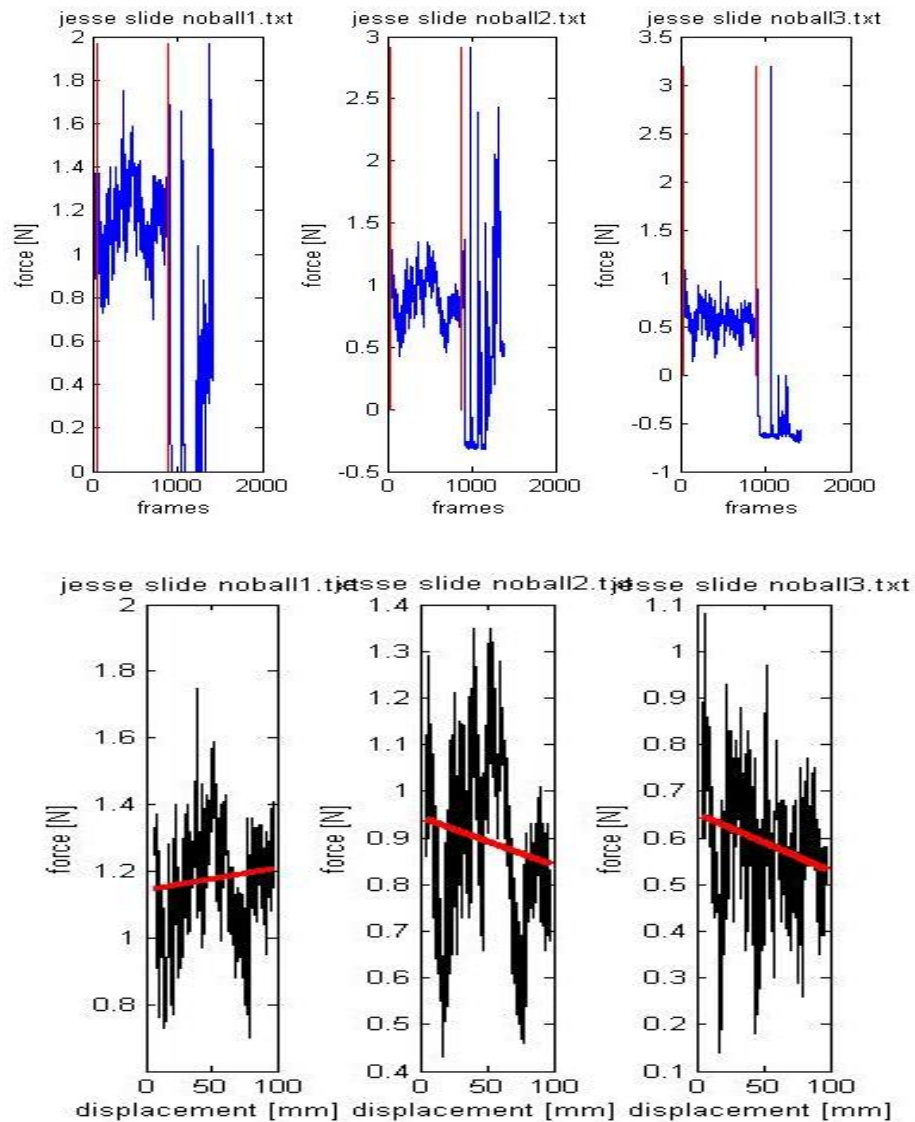 jesse slide noball1.txt
2
1.8
1.6
1.4
1.2
1
0.8
0.6
0.4
0.2
0
force [N]
0 1000 2000
frames
jesse slide noball2.txt
3
2.5
2
1.5
1
0.5
0
-0.5
force [N]
0 1000 2000
frames
jesse slide noball3.txt
3.5
3
2.5
2
1.5
1
0.5
0
-0.5
-1
force [N]
0 1000 2000
frames
jesse slide noball1.txt
2
1.8
1.6
1.4
1.2
1
0.8
force [N]
0 50 100
displacement [mm]
jesse slide noball2.txt
1.4
1.3
1.2
1.1
1
0.9
0.8
0.7
0.6
0.5
0.4
force [N]
0 50 100
displacement [mm]
jesse slide noball3.txt
1.1
1
0.9
0.8
0.7
0.6
0.5
0.4
0.3
0.2
0.1
force [N]
0 50 100
displacement [mm]